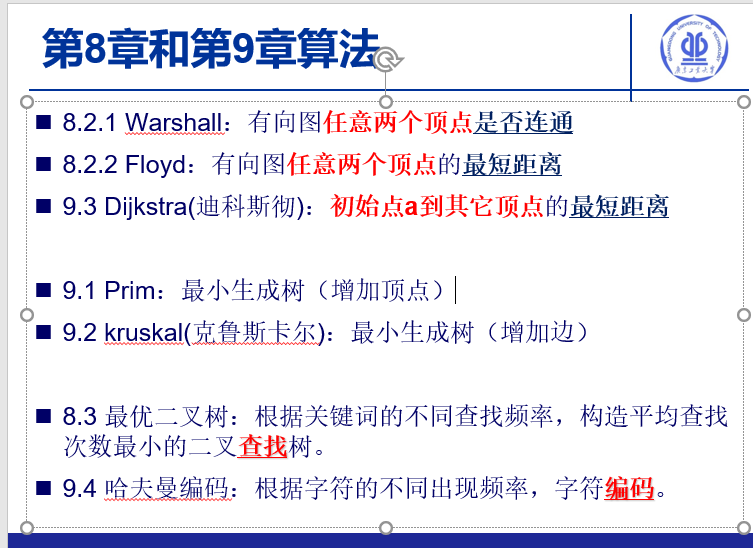 第8章和第9章算法
8.2.1 Warshall：有向图任意两个顶点是否连通
8.2.2 Floyd：有向图任意两个顶点的最短距离
9.3 Dijkstra(迪科斯彻)：初始点a到其它顶点的最短距离
9.1 Prim：最小生成树（增加顶点）
9.2 kruskal(克鲁斯卡尔)：最小生成树（增加边）
8.3 最优二叉树：根据关键词的不同查找频率，构造平均查找
次数最小的二叉查找树。
9.4 哈夫曼编码：根据字符的不同出现频率，字符编码。